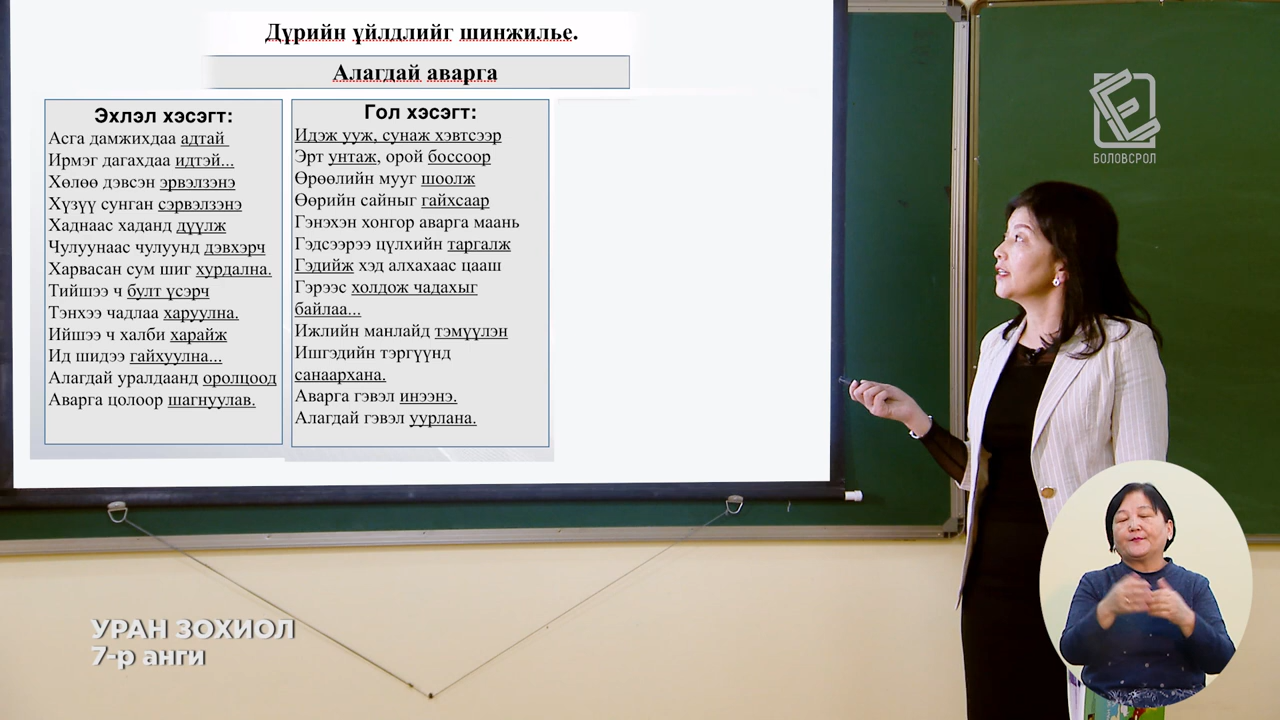 Дүрийн үйлдлийг шинжилье.
Алагдай аварга
Эхлэл хэсэгт:
Асга дамжихдаа адтай
Ирмэг дагахдаа идтэй...
Хөлөө дэвсэн эрвэлзэнэ
Хүзүү сунган сэрвэлзэнэ
Хаднаас хаданд дүүлж
Чулуунаас чулуунд дэвхэрч
Харвасан сум шиг хурдална.
Тийшээ ч булт үсэрч
Тэнхээ чадлаа харуулна.
Ийшээ ч халби харайж
Ид шидээ гайхуулна...
Алагдай уралдаанд оролцоод
Аварга цолоор шагнуулав.
Гол хэсэгт:
Идэж ууж, сунаж хэвтсээр
Эрт унтаж, орой боссоор
Өрөөлийн мууг шоолж
Өөрийн сайныг гайхсаар
Гэнэхэн хонгор аварга маань
Гэдсээрээ цүлхийн таргалж
Гэдийж хэд алхахаас цааш
Гэрээс холдож чадахыг
байлаа...
Ижлийн манлайд тэмүүлэн
Ишгэдийн тэргүүнд
санаархана.
Аварга гэвэл инээнэ.
Алагдай гэвэл уурлана.
БОЛОВСРОЛ
УРАН ЗОХИОЛ
7-р анги